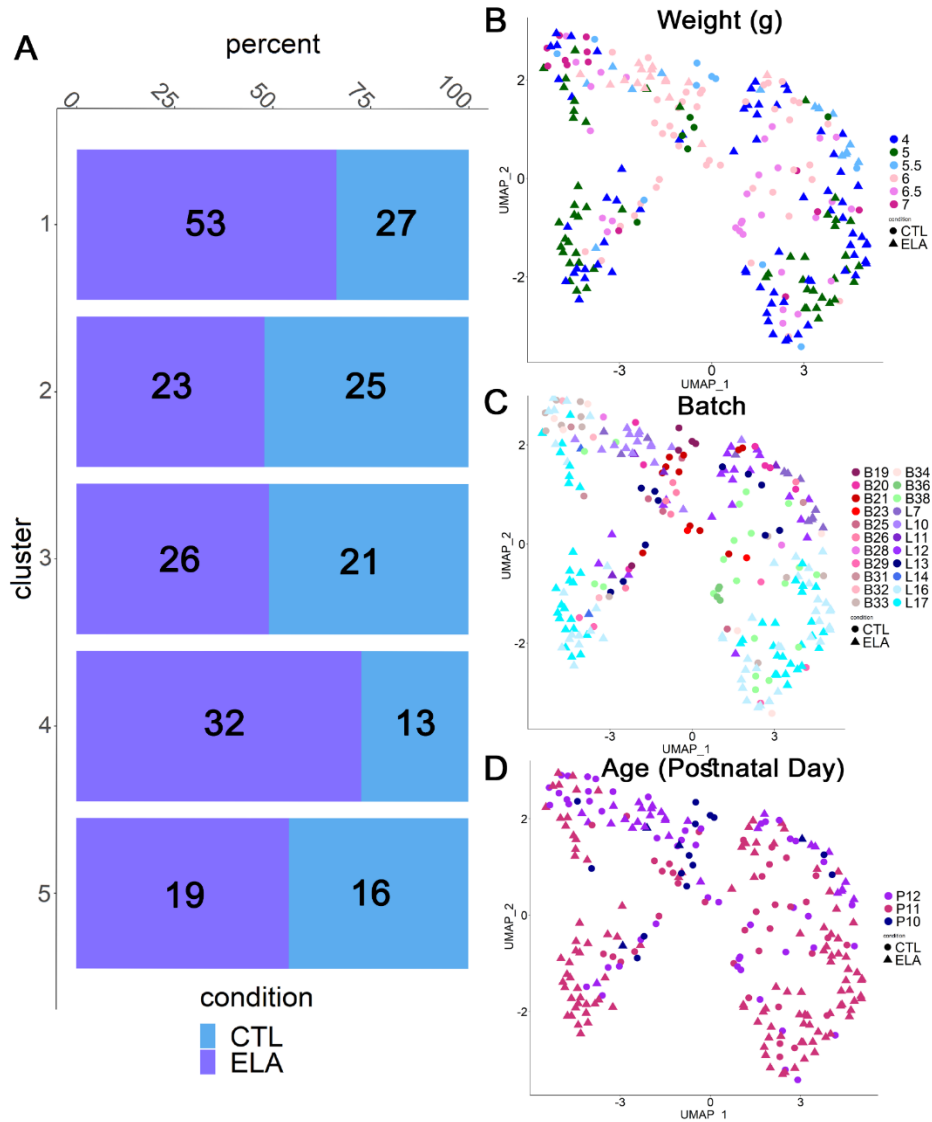 A
percent
0
25
50
75
100
cluster
1
53
27
2
23
25
3
26
21
4
32
13
5
19
16
condition
CTL
ELA
B
Weight (g)
2
0
-2
UMAP_2
-3
0
3
UMAP_1
4
5
5.5
6
6.5
7
condition
CTL
ELA
C
Batch
2
0
-2
UMAP_2
-3
0
3
UMAP_1
B19 B34
B20 B36
B21 B38
B23 L7
B25 L10
B26 L11
B28 L12
B29 L13
B31 L14
B32 L16
B33 L17
condition
CTL
ELA
D
Age (Postnatal Day)
2
0
-2
UMAP_2
-3
0
3
UMAP_1
P12
P11
P10
condition
CTL
ELA